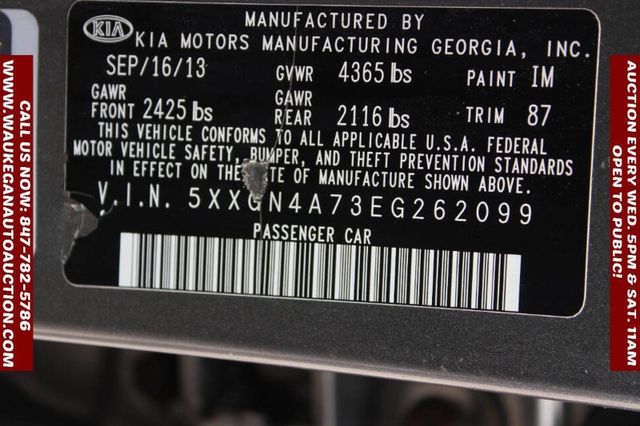 MANUFACTURED BY
KIA KIA MOTORS MANUFACTURING GEORGIA, INC.
SEP/16/13 GVWR 4365 lbs PAINT IM
GAWR FRONT 2425 lbs GAWR REAR 2116 lbs TRIM 87
THIS VEHICLE CONFORMS TO ALL APPLICABLE U.S.A. FEDERAL
MOTOR VEHICLE SAFETY, BUMPER, AND THEFT PREVENTION STANDARDS
IN EFFECT ON THE DATE OF MANUFACTURE SHOWN ABOVE.
V.I.N. 5XXGN4A73EG262099
PASSENGER CAR
CALL US NOW: 847-782-5786
WWW.WAUKEGANAUTOAUCTION.COM
AUCTION EVERY WED. 5PM & SAT. 11AM
OPEN TO PUBLIC!